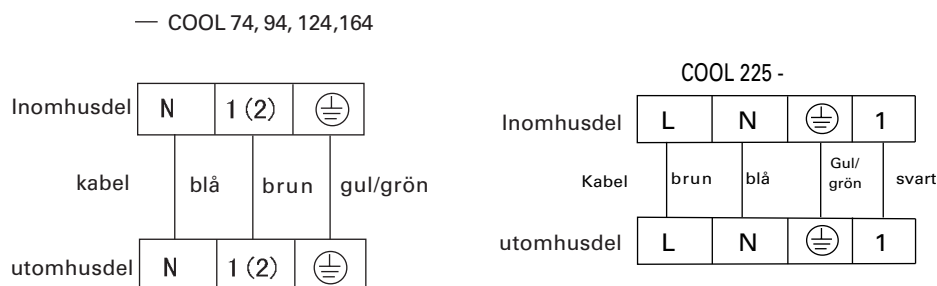 — COOL 74, 94, 124,164
Inomhusdel N 1 (2)
kabel blå brun gul/grön
utomhusdel N 1 (2)
COOL 225 -
Inomhusdel L N 1
Kabel brun blå Gul/
grön svart
utomhusdel L N 1